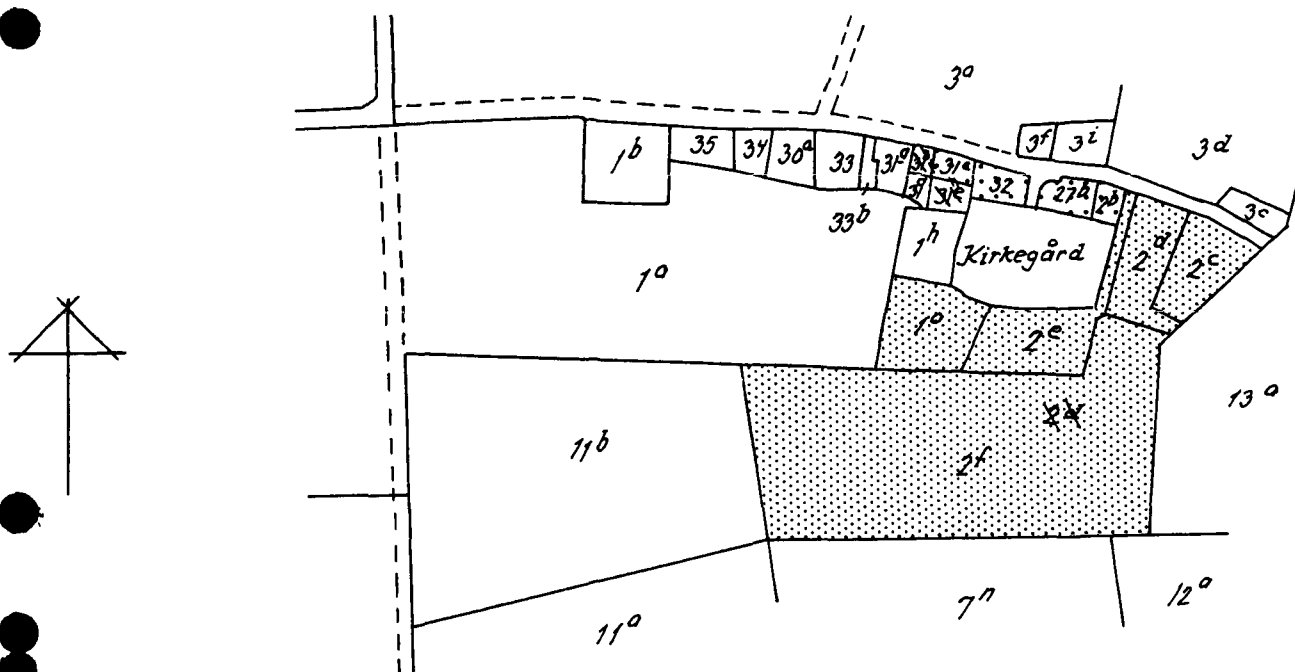 3ᵃ
3ᶠ
3ⁱ
3ᵈ
1ᵇ
35
34
30ᵃ
33
31ᵃ
32
27ᵇ
2ᵇ
3ᶜ
33ᵇ
1ʰ
Kirkegård
2ᵈ
2ᶜ
1ᵃ
1ᵒ
2ᵉ
13ᵃ
11ᵇ
2ᶠ
11ᵃ
7ⁿ
12ᵃ